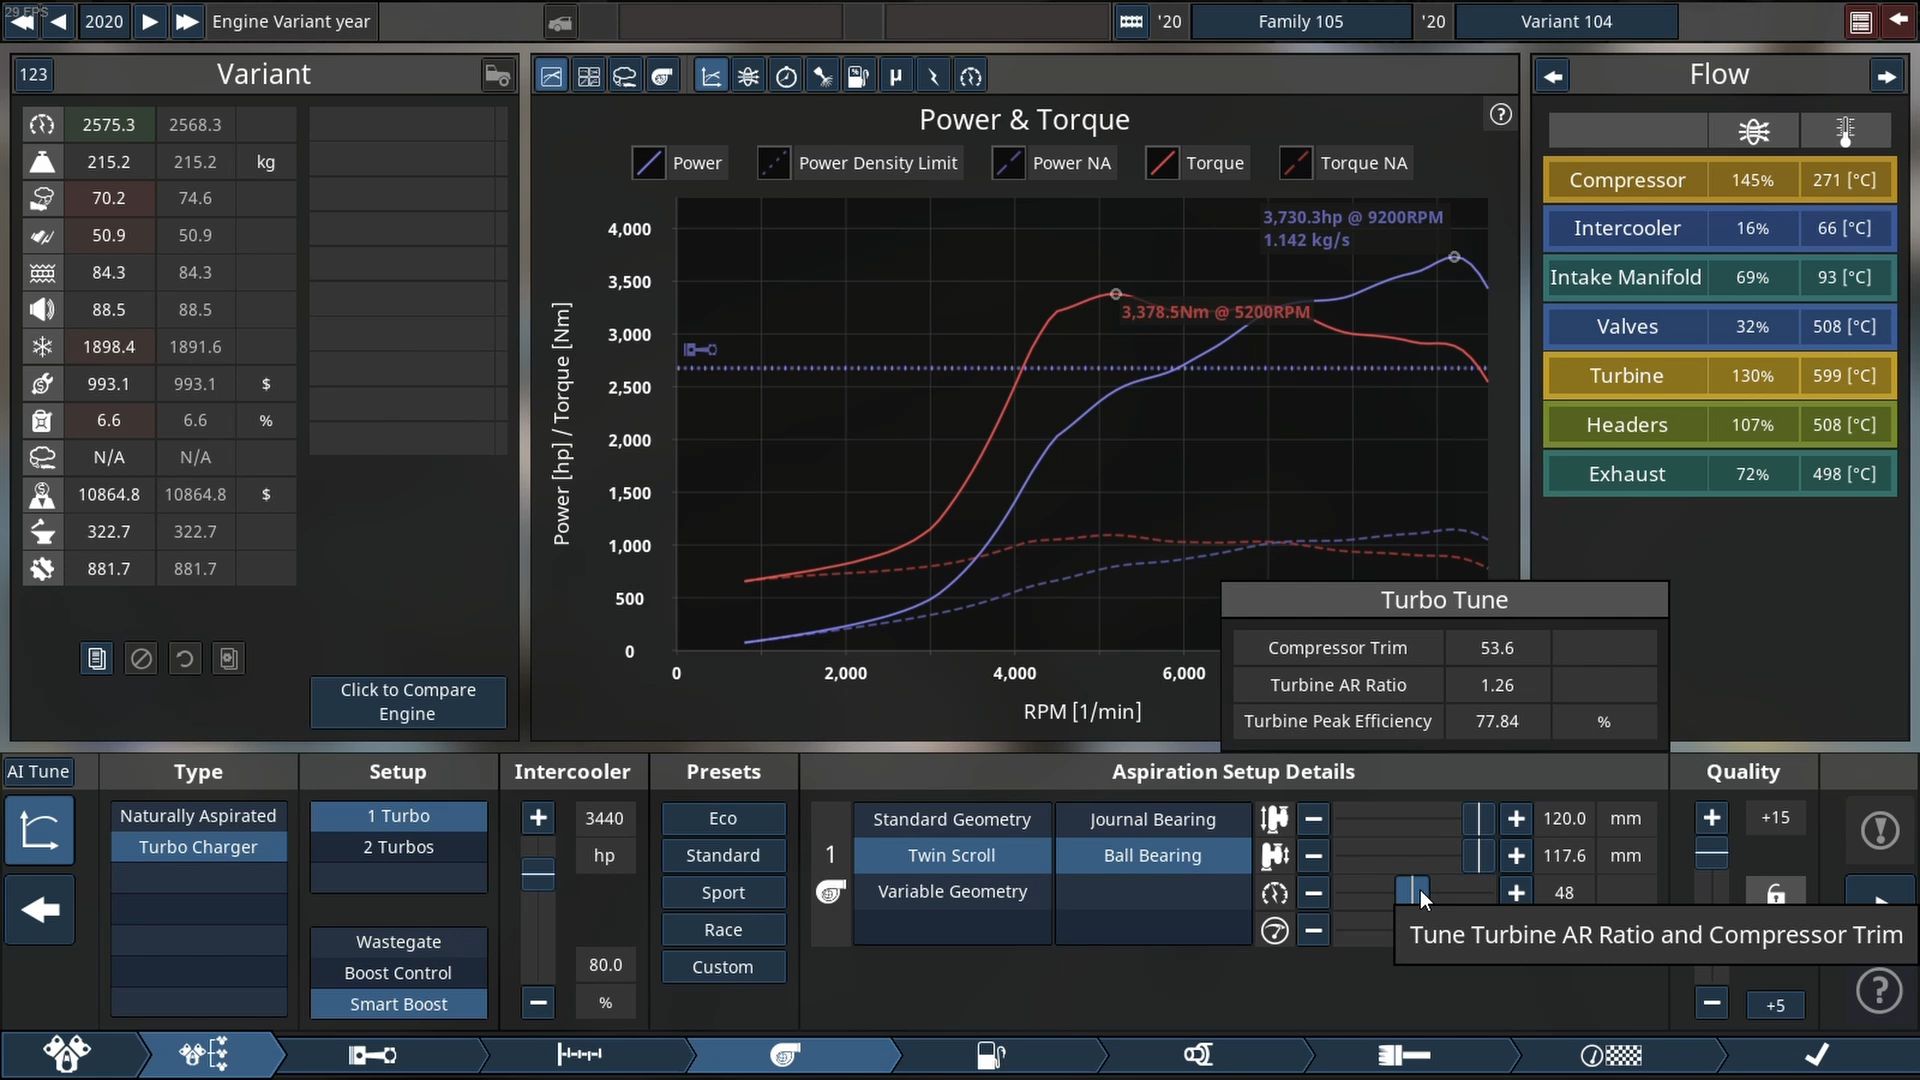 29 FPS
2020
Engine Variant year
'20
Family 105
'20
Variant 104
123
Variant
2575.3 2568.3
215.2 215.2 kg
70.2 74.6
50.9 50.9
84.3 84.3
88.5 88.5
1898.4 1891.6
993.1 993.1 $
6.6 6.6 %
N/A N/A
10864.8 10864.8 $
322.7 322.7
881.7 881.7
Click to Compare
Engine
µ
Power & Torque
?
Power
Power Density Limit
Power NA
Torque
Torque NA
3,730.3hp @ 9200RPM
1.142 kg/s
3,378.5Nm @ 5200RPM
Power [hp] / Torque [Nm]
4,000
3,500
3,000
2,500
2,000
1,500
1,000
500
0
0 2,000 4,000 6,000
RPM [1/min]
Flow
Compressor 145% 271 [°C]
Intercooler 16% 66 [°C]
Intake Manifold 69% 93 [°C]
Valves 32% 508 [°C]
Turbine 130% 599 [°C]
Headers 107% 508 [°C]
Exhaust 72% 498 [°C]
Turbo Tune
Compressor Trim 53.6
Turbine AR Ratio 1.26
Turbine Peak Efficiency 77.84 %
AI Tune
Type
Naturally Aspirated
Turbo Charger
Setup
1 Turbo
2 Turbos
Wastegate
Boost Control
Smart Boost
Intercooler
3440
hp
80.0
%
Presets
Eco
Standard
Sport
Race
Custom
Aspiration Setup Details
1
Standard Geometry
Twin Scroll
Variable Geometry
Journal Bearing
Ball Bearing
120.0 mm
117.6 mm
48
Tune Turbine AR Ratio and Compressor Trim
Quality
+15
+5
?